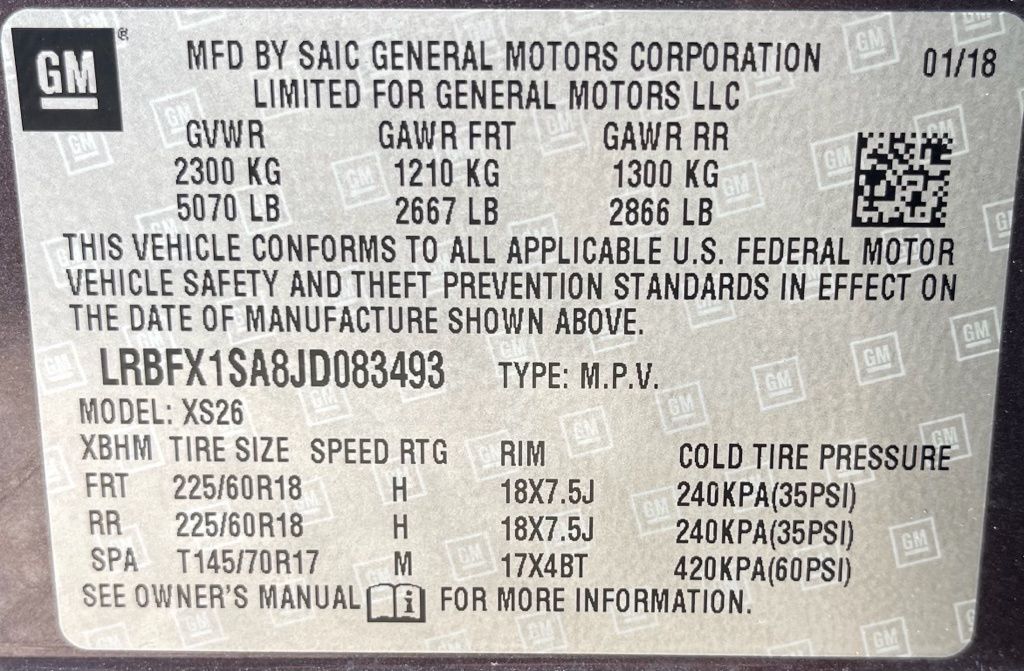 GM ®
MFD BY SAIC GENERAL MOTORS CORPORATION 01/18
LIMITED FOR GENERAL MOTORS LLC
GVWR GAWR FRT GAWR RR
2300 KG 1210 KG 1300 KG
5070 LB 2667 LB 2866 LB
THIS VEHICLE CONFORMS TO ALL APPLICABLE U.S. FEDERAL MOTOR
VEHICLE SAFETY AND THEFT PREVENTION STANDARDS IN EFFECT ON
THE DATE OF MANUFACTURE SHOWN ABOVE.
LRBFX1SA8JD083493 TYPE: M.P.V.
MODEL: XS26
XBHM TIRE SIZE SPEED RTG RIM COLD TIRE PRESSURE
FRT 225/60R18 H 18X7.5J 240KPA(35PSI)
RR 225/60R18 H 18X7.5J 240KPA(35PSI)
SPA T145/70R17 M 17X4BT 420KPA(60PSI)
SEE OWNER'S MANUAL i FOR MORE INFORMATION.